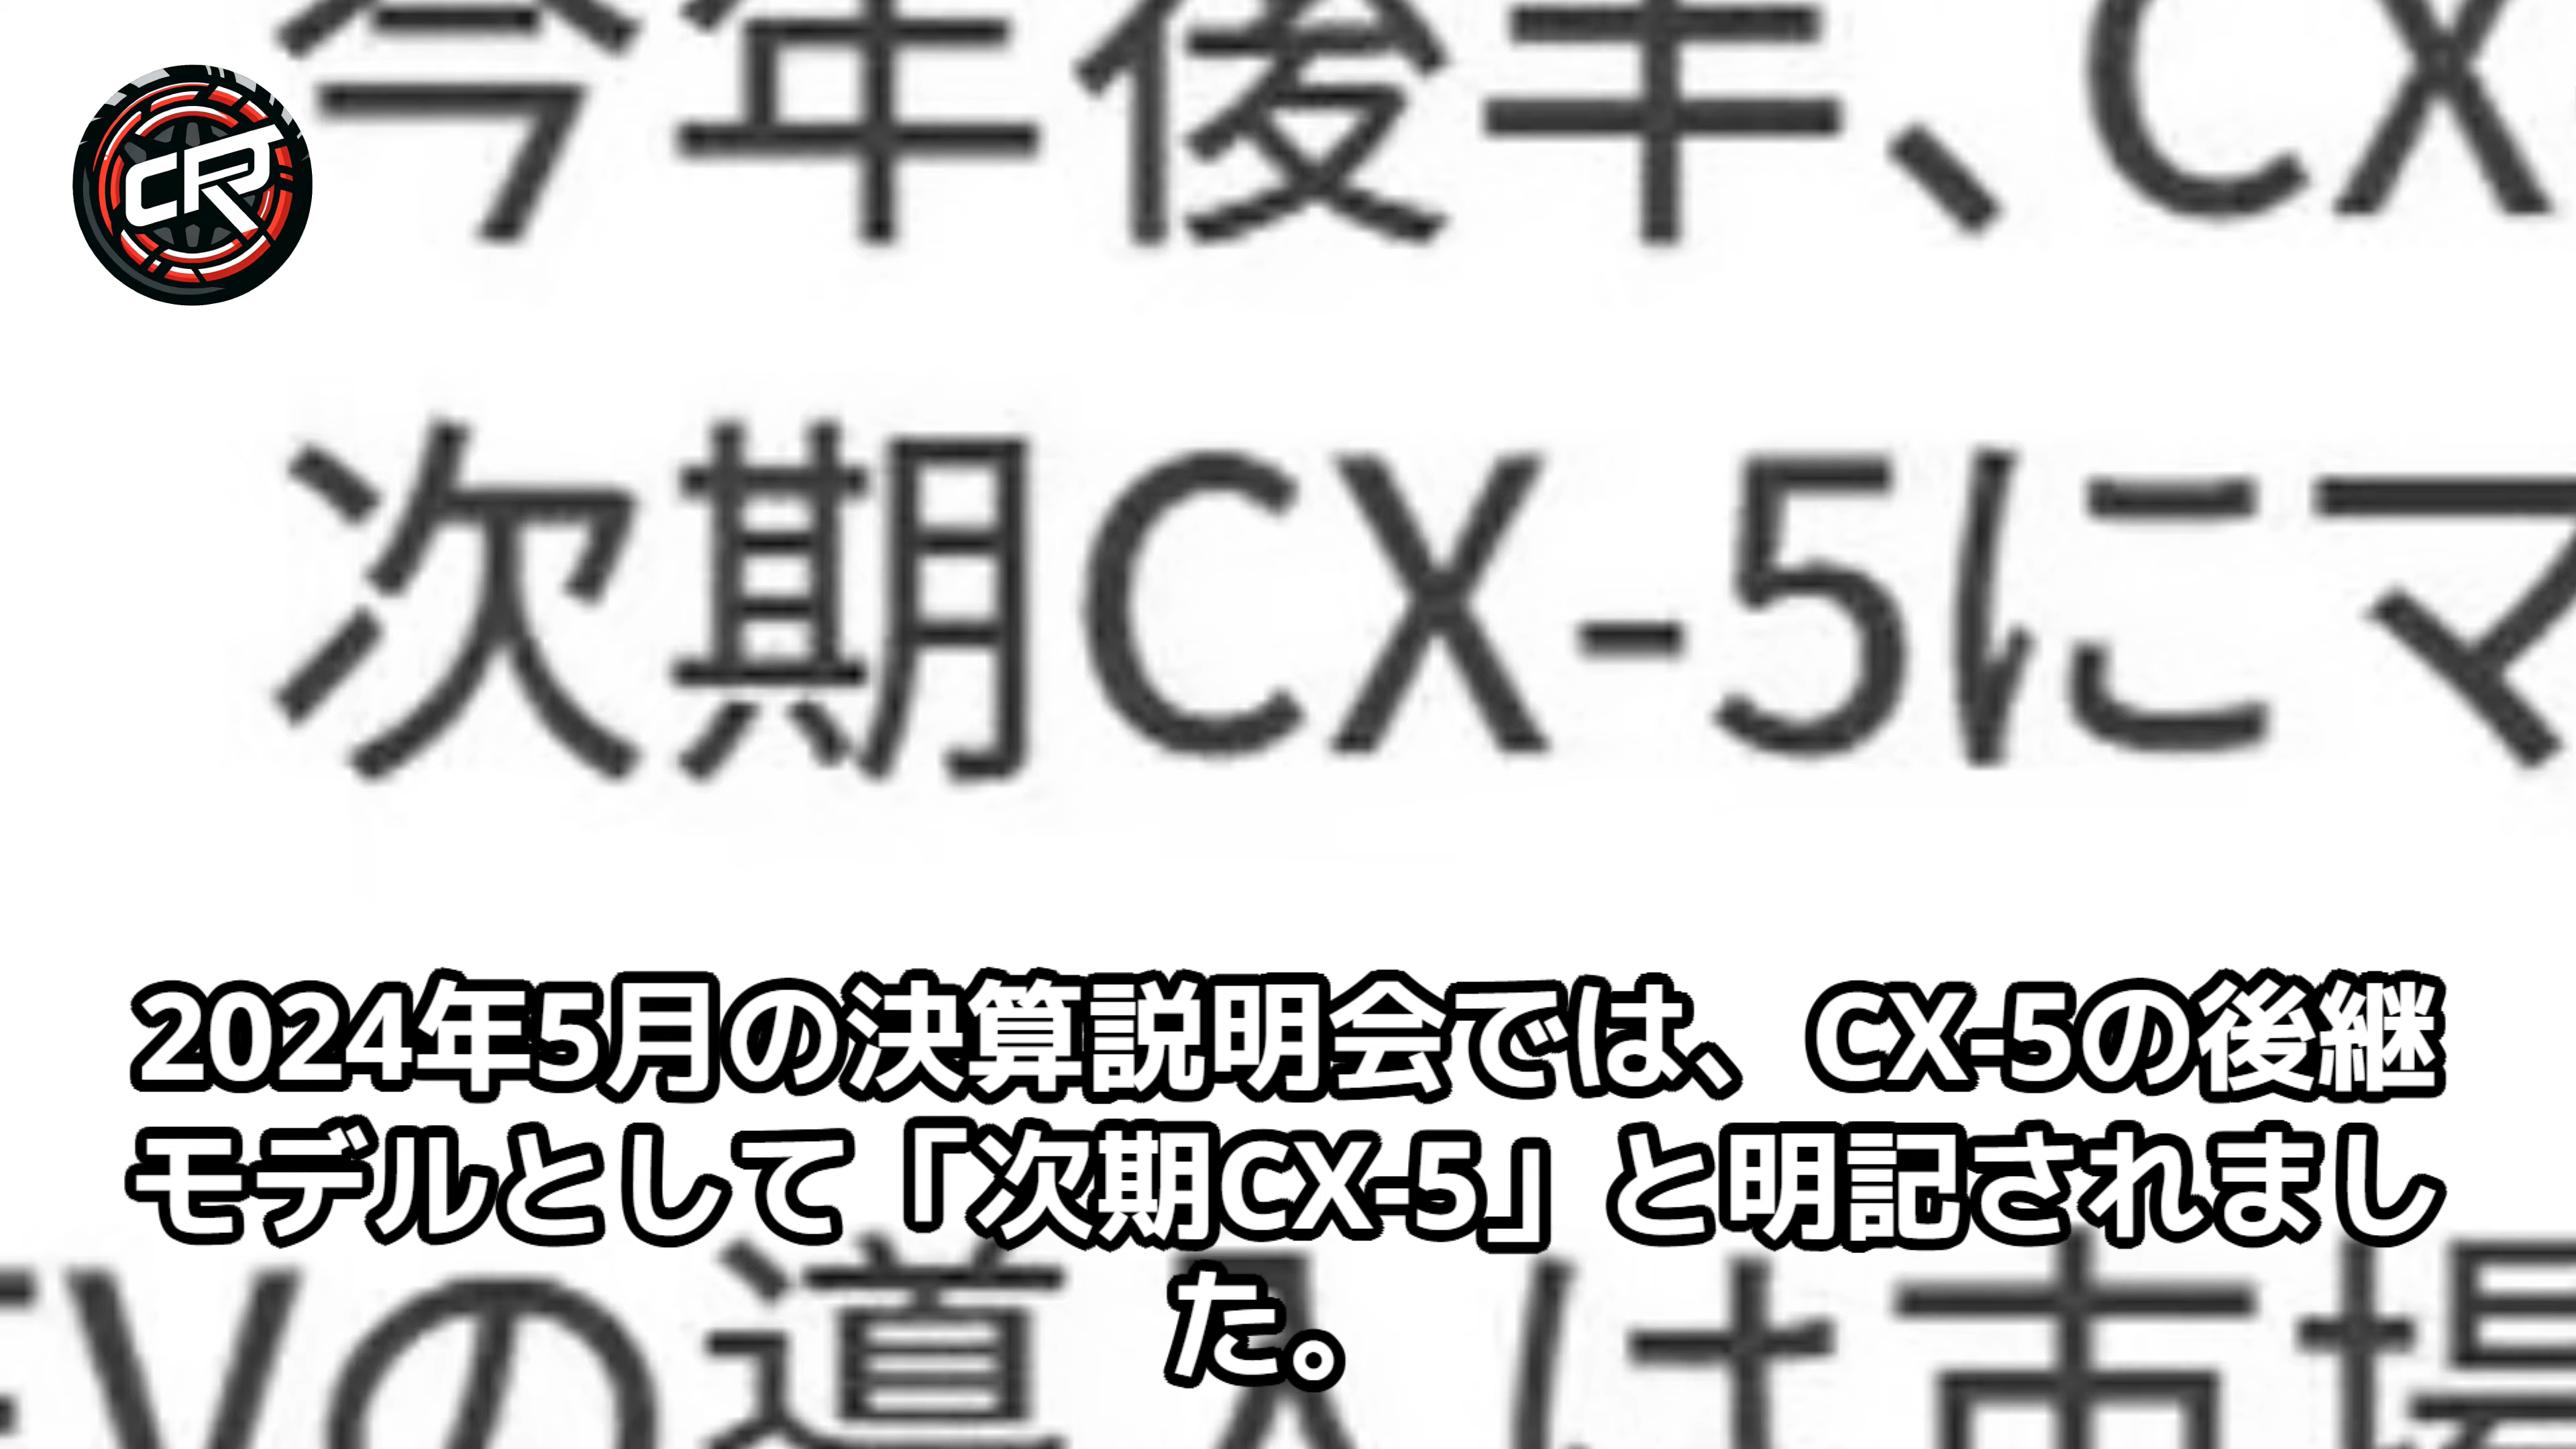 CR
今年後半、CX
次期CX-5にマ
2024年5月の決算説明会では、CX-5の後継
モデルとして「次期CX-5」と明記されまし
た。
EVの導入は市場